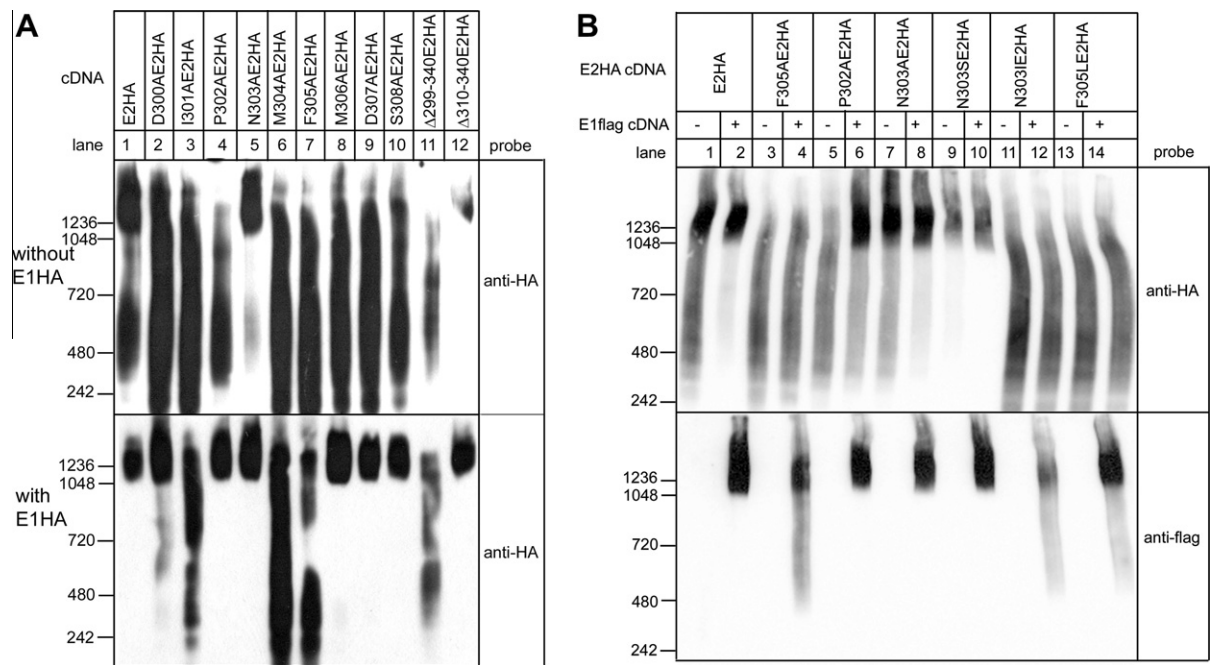 A
cDNA
E2HA
D300AE2HA
I301AE2HA
P302AE2HA
N303AE2HA
M304AE2HA
F305AE2HA
M306AE2HA
D307AE2HA
S308AE2HA
Δ299-340E2HA
Δ310-340E2HA
lane 1 2 3 4 5 6 7 8 9 10 11 12 probe
without
E1HA
1236
1048
720
480
242
anti-HA
with
E1HA
1236
1048
720
480
242
anti-HA
B
E2HA cDNA
E2HA
F305AE2HA
P302AE2HA
N303AE2HA
N303SE2HA
N303IE2HA
F305LE2HA
E1flag cDNA - + - + - + - + - + - + - +
lane 1 2 3 4 5 6 7 8 9 10 11 12 13 14 probe
1236
1048
720
480
242
anti-HA
1236
1048
720
480
242
anti-flag